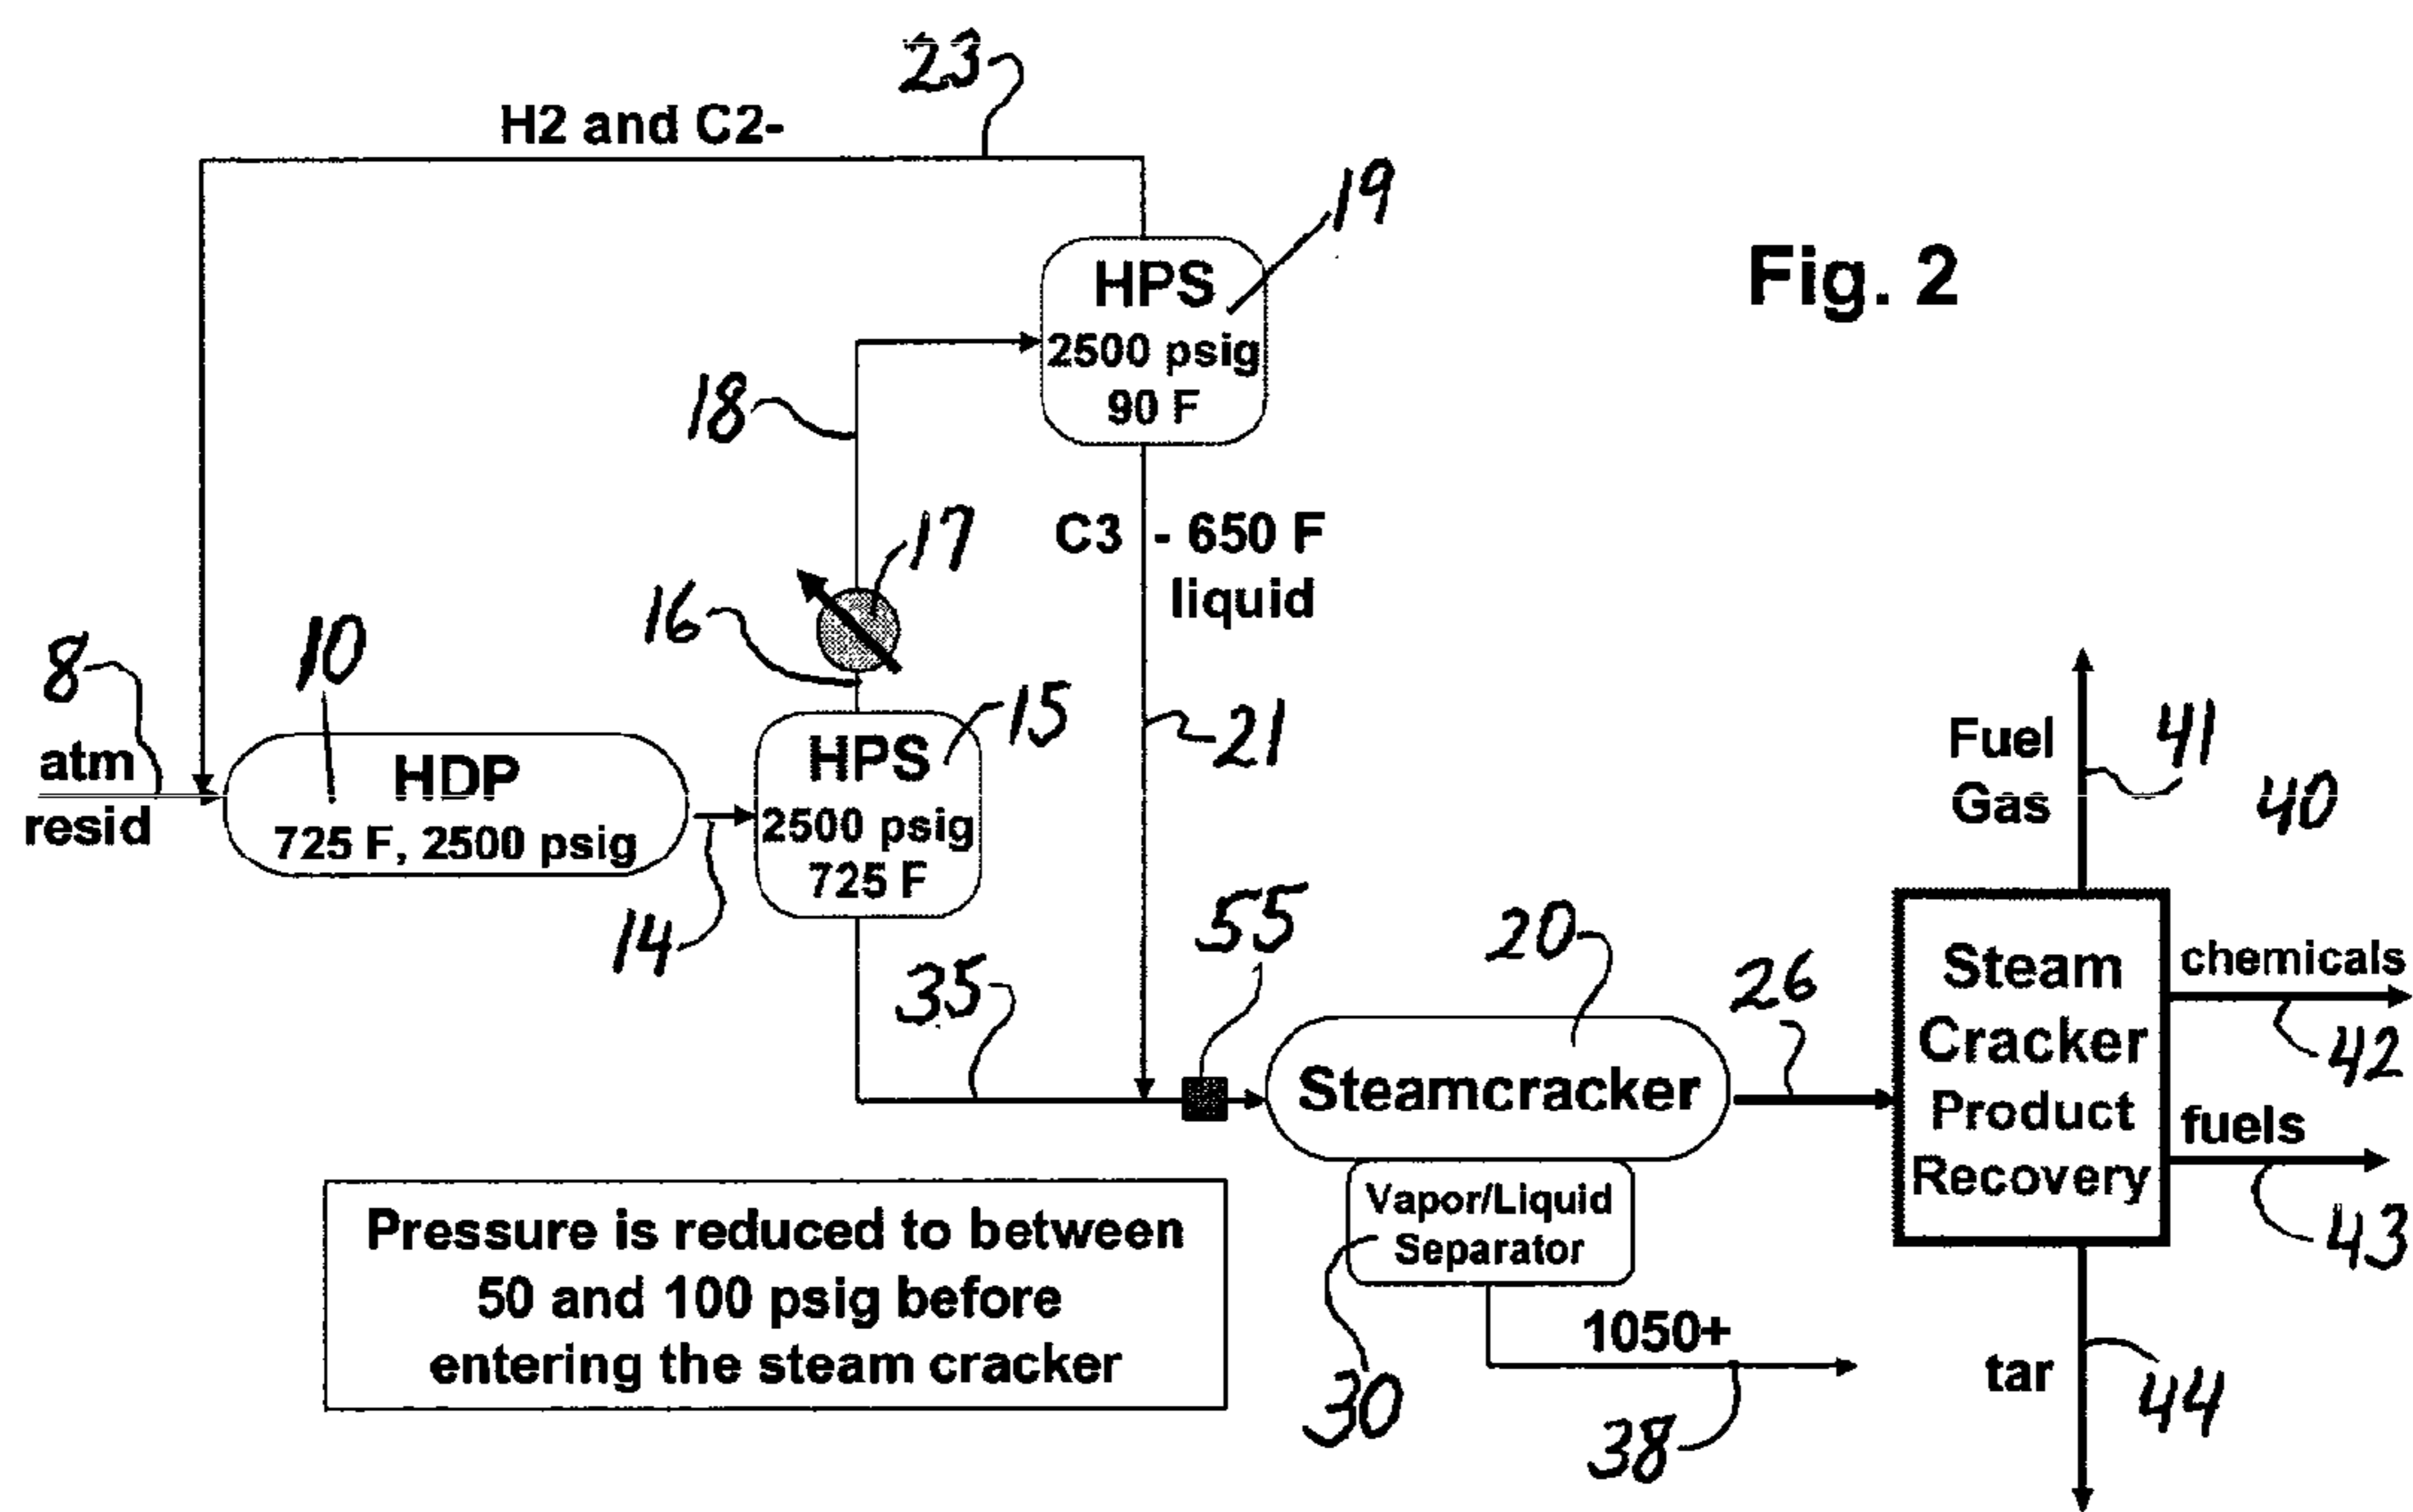 23
H2 and C2-
19
HPS
2500 psig
90 F
Fig. 2
18
17
C3 - 650 F
liquid
16
8
10
15
21
atm
resid
HDP
725 F, 2500 psig
HPS
2500 psig
725 F
14
35
55
20
26
Fuel
Gas
41
40
Steamcracker
Steam
Cracker
Product
Recovery
chemicals
42
fuels
43
Vapor/Liquid
Separator
30
1050+
38
tar
44
Pressure is reduced to between
50 and 100 psig before
entering the steam cracker